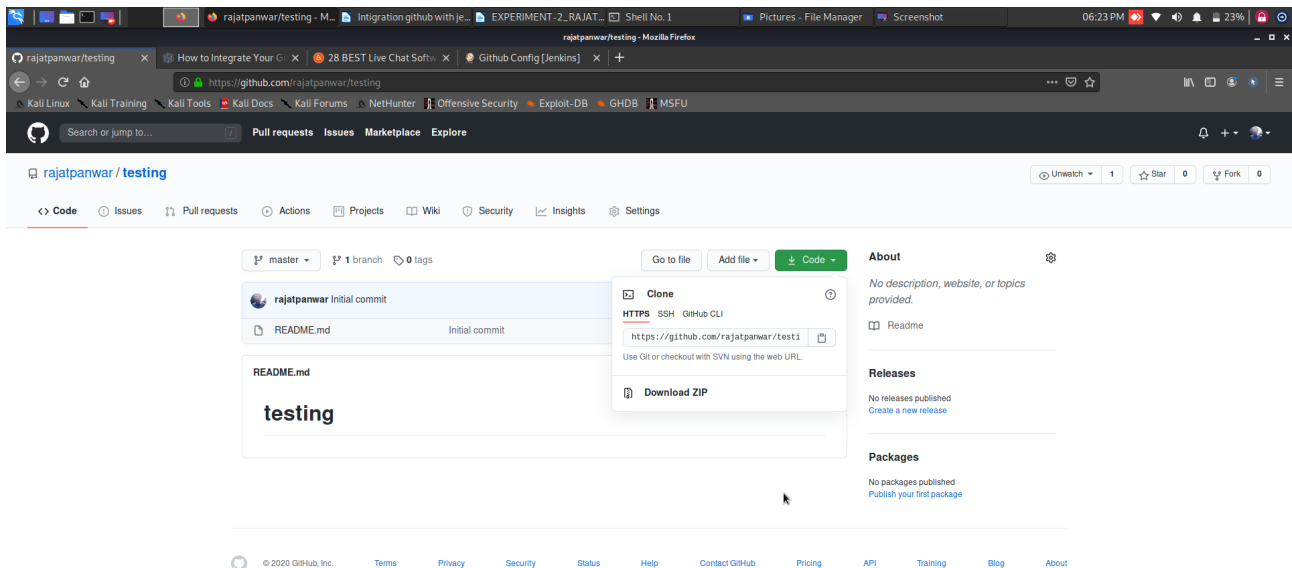 rajatpanwar/testing - M... Intigration github with je... EXPERIMENT-2_RAJAT... Shell No. 1 Pictures - File Manager Screenshot 06:23 PM 23%
rajatpanwar/testing - Mozilla Firefox
rajatpanwar/testing How to Integrate Your Gi 28 BEST Live Chat Softw Github Config [Jenkins]
https://github.com/rajatpanwar/testing
Kali Linux Kali Training Kali Tools Kali Docs Kali Forums NetHunter Offensive Security Exploit-DB GHDB MSFU
Search or jump to... / Pull requests Issues Marketplace Explore
rajatpanwar / testing Unwatch 1 Star 0 Fork 0
<> Code Issues Pull requests Actions Projects Wiki Security Insights Settings
master 1 branch 0 tags Go to file Add file Code
rajatpanwar Initial commit
README.md Initial commit
Clone
HTTPS SSH GitHub CLI
https://github.com/rajatpanwar/testi
Use Git or checkout with SVN using the web URL.
Download ZIP
README.md
testing
About
No description, website, or topics
provided.
Readme
Releases
No releases published
Create a new release
Packages
No packages published
Publish your first package
© 2020 GitHub, Inc. Terms Privacy Security Status Help Contact GitHub Pricing API Training Blog About